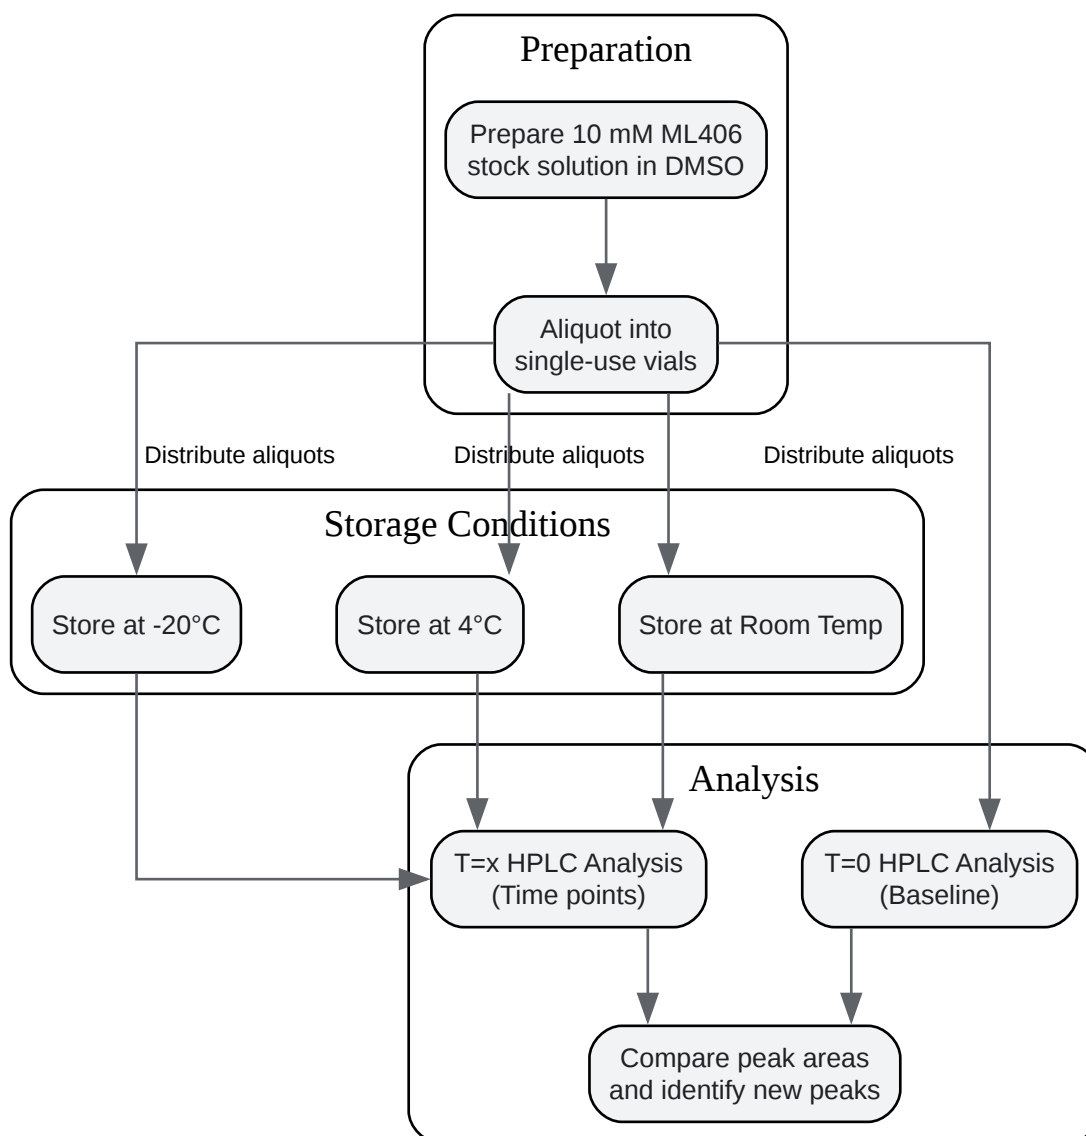 Preparation
Prepare 10 mM ML406
stock solution in DMSO
Aliquot into
single-use vials
Distribute aliquots
Distribute aliquots
Distribute aliquots
Storage Conditions
Store at -20°C
Store at 4°C
Store at Room Temp
Analysis
T=x HPLC Analysis
(Time points)
T=0 HPLC Analysis
(Baseline)
Compare peak areas
and identify new peaks